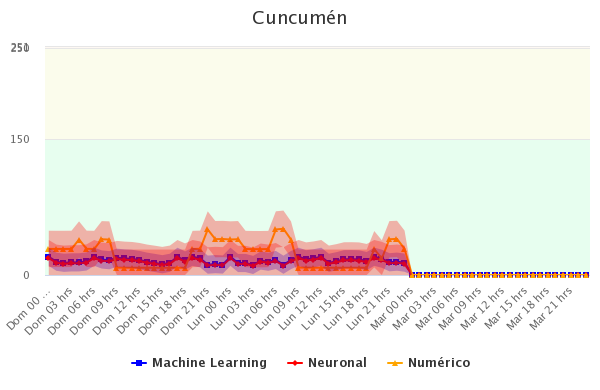 Cuncumén
250
150
0
Dom 00 ...
Dom 03 hrs
Dom 06 hrs
Dom 09 hrs
Dom 12 hrs
Dom 15 hrs
Dom 18 hrs
Dom 21 hrs
Lun 00 hrs
Lun 03 hrs
Lun 06 hrs
Lun 09 hrs
Lun 12 hrs
Lun 15 hrs
Lun 18 hrs
Lun 21 hrs
Mar 00 hrs
Mar 03 hrs
Mar 06 hrs
Mar 09 hrs
Mar 12 hrs
Mar 15 hrs
Mar 18 hrs
Mar 21 hrs
Machine Learning Neuronal Numérico